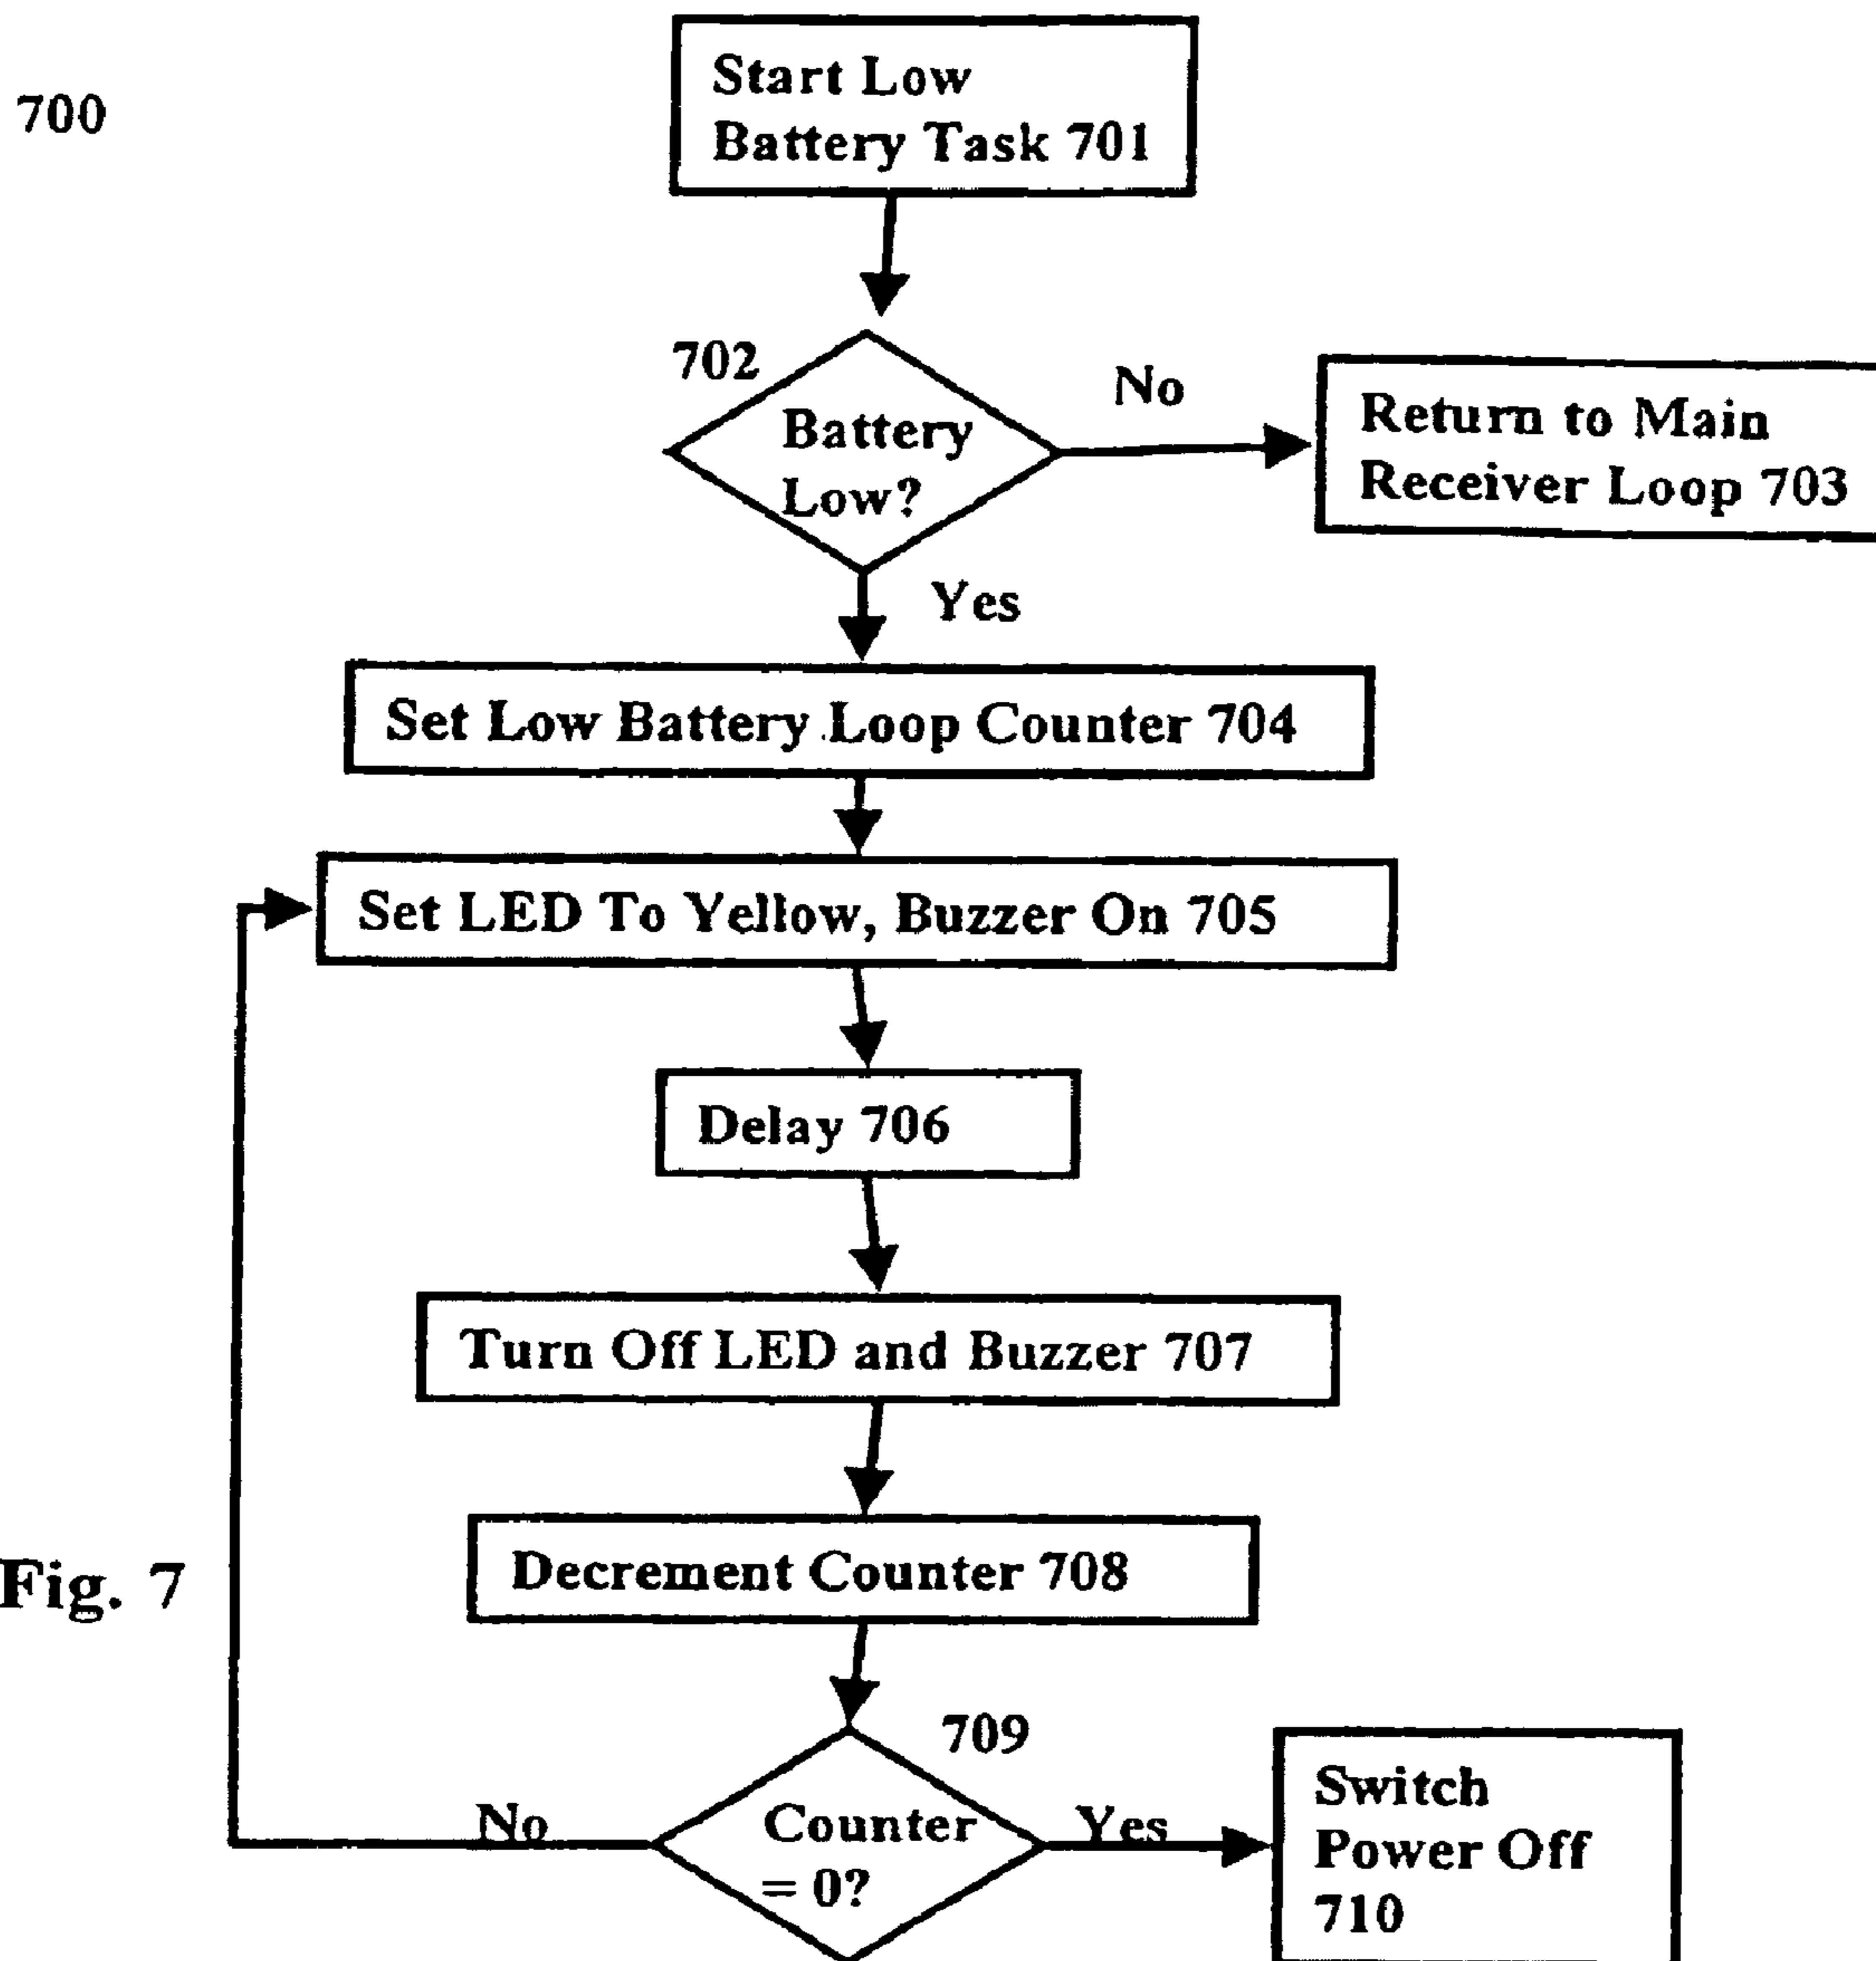 700
Start Low
Battery Task 701
702
Battery
Low?
No
Return to Main
Receiver Loop 703
Yes
Set Low Battery Loop Counter 704
Set LED To Yellow, Buzzer On 705
Delay 706
Turn Off LED and Buzzer 707
Decrement Counter 708
Fig. 7
709
Counter
= 0?
No
Yes
Switch
Power Off
710